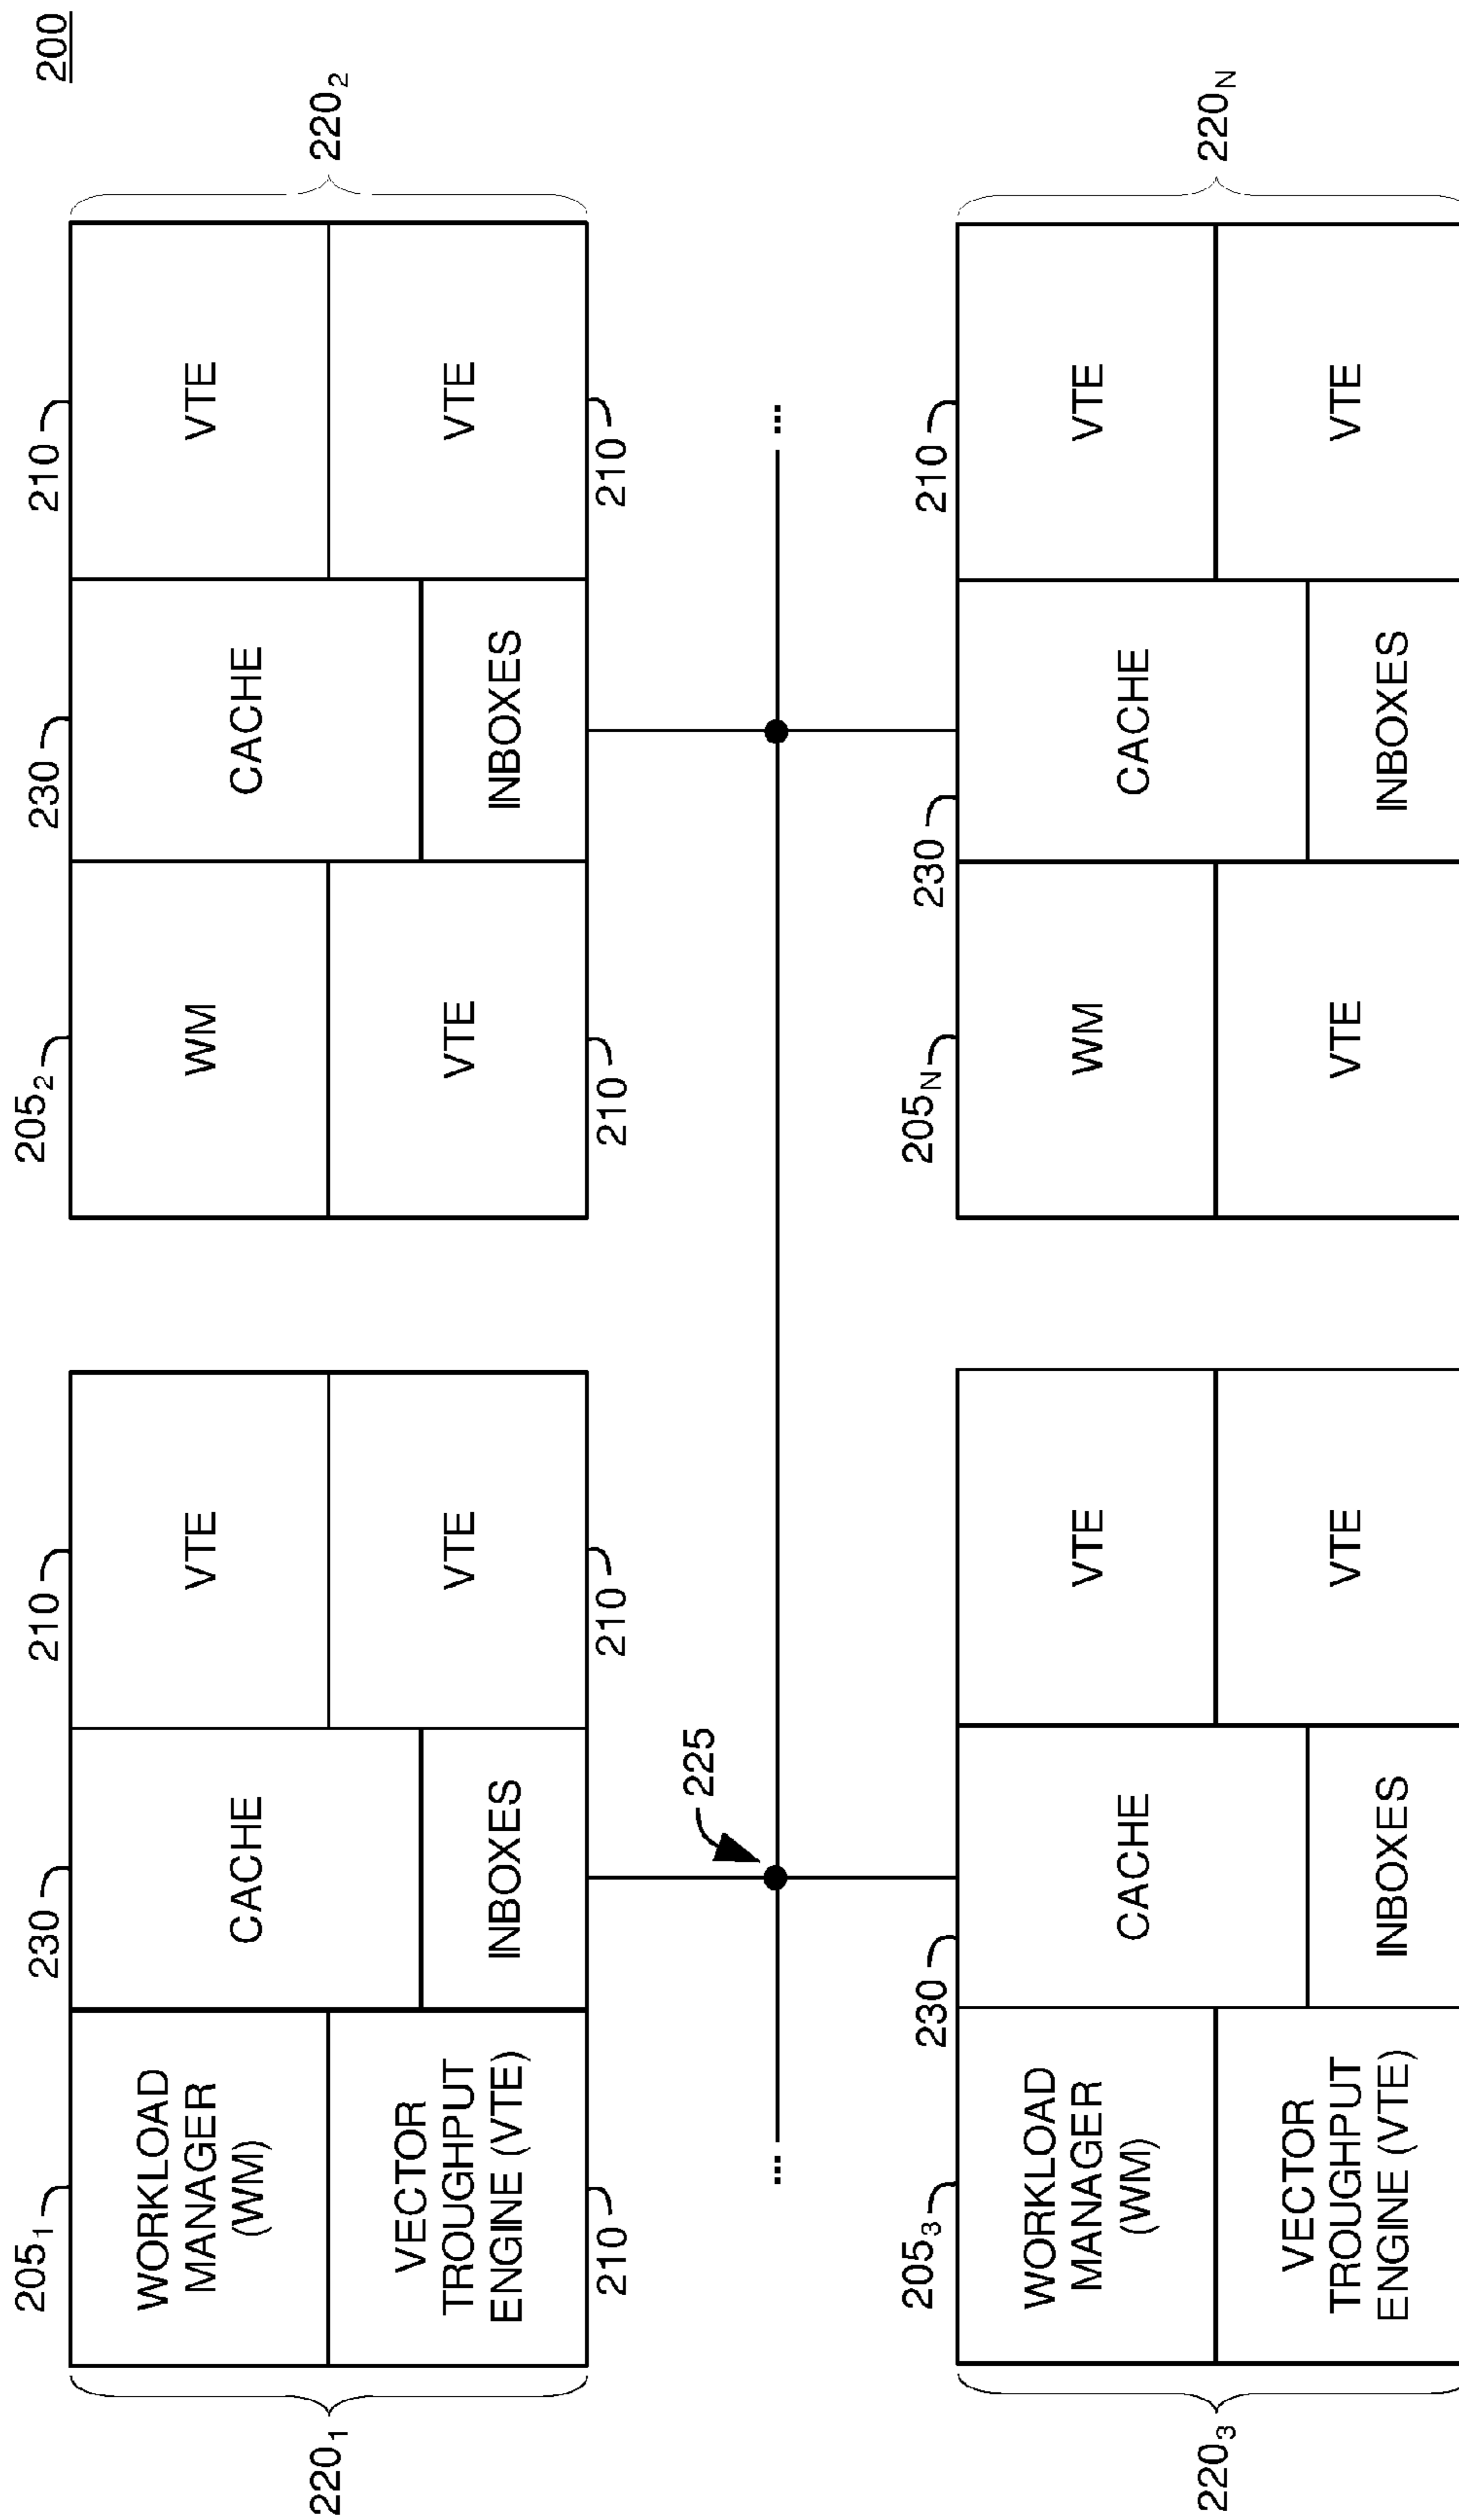 200
205₁
230
210
220₁
WORKLOAD
MANAGER
(WM)
CACHE
VTE
VECTOR
TROUGHPUT
ENGINE (VTE)
INBOXES
VTE
210
210
205₂
230
210
220₂
WM
CACHE
VTE
VTE
INBOXES
VTE
210
210
225
...
...
205₃
230
220₃
WORKLOAD
MANAGER
(WM)
CACHE
VTE
VECTOR
TROUGHPUT
ENGINE (VTE)
INBOXES
VTE
205N
230
210
220N
WM
CACHE
VTE
VTE
INBOXES
VTE